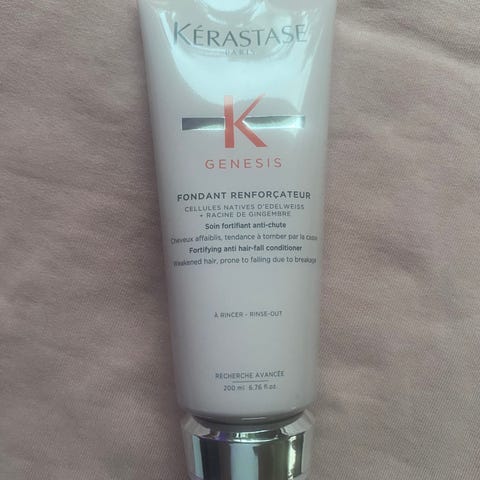 KÉRASTASE
PARIS
K
GENESIS
FONDANT RENFORÇATEUR
CELLULES NATIVES D'EDELWEISS
+ RACINE DE GINGEMBRE
Soin fortifiant anti-chute
Cheveux affaiblis, tendance à tomber par la casse
Fortifying anti hair-fall conditioner
Weakened hair, prone to falling due to breakage
À RINCER - RINSE-OUT
RECHERCHE AVANCÉE
200 ml 6.76 fl.oz.